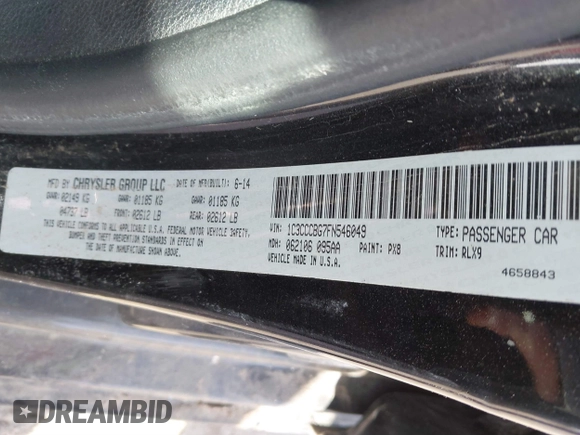 MFD BY CHRYSLER GROUP LLC DATE OF MFR(BUILT): 6-14
GVWR: 02149 KG GAWR: 01185 KG GAWR: 01185 KG
04737 LB FRONT: 02612 LB REAR: 02612 LB
THIS VEHICLE CONFORMS TO ALL APPLICABLE U.S.A. FEDERAL MOTOR VEHICLE SAFETY,
BUMPER AND THEFT PREVENTION STANDARDS IN EFFECT ON
THE DATE OF MANUFACTURE SHOWN ABOVE.
VIN: 1C3CCCBG7FN546049 TYPE: PASSENGER CAR
MDH: 062106 095AA PAINT: PX8 TRIM: RLX9
VEHICLE MADE IN U.S.A. 4658843
DREAMBID